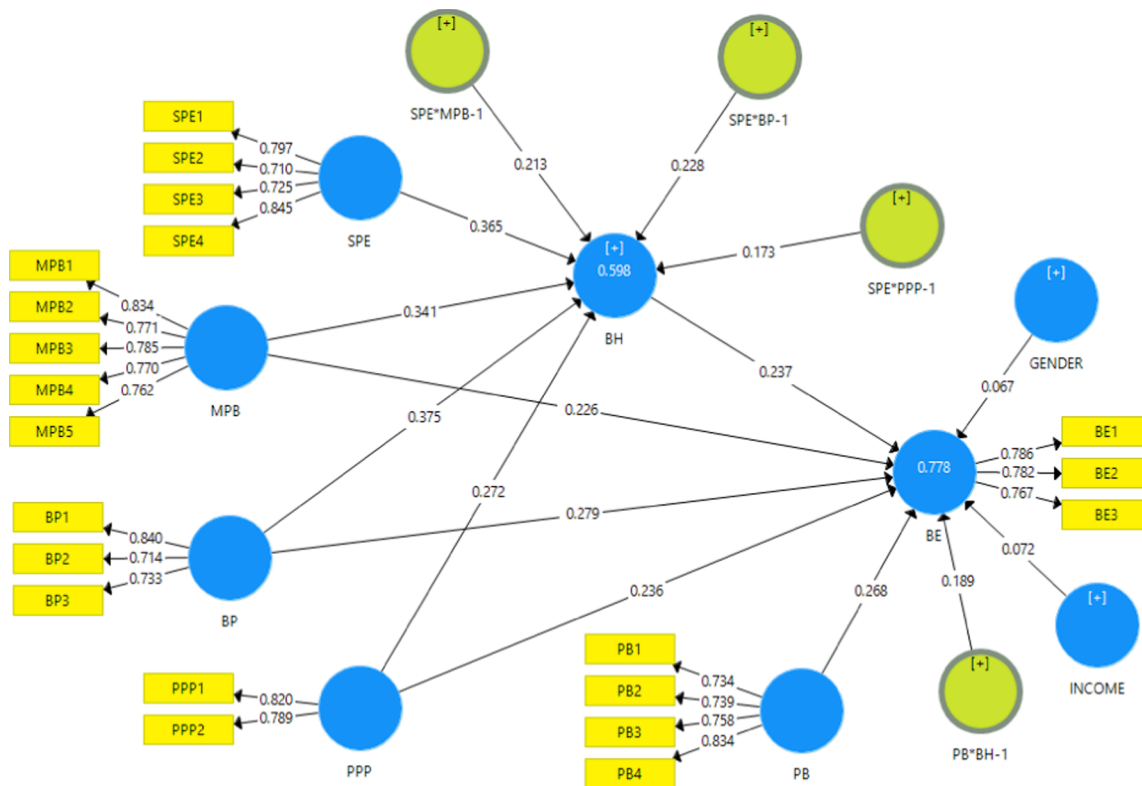 [+]
SPE*MPB-1
[+]
SPE*BP-1
SPE1
SPE2
SPE3
SPE4
0.797
0.710
0.725
0.845
SPE
0.213
0.228
0.365
[+]
SPE*PPP-1
0.173
[+]
0.598
BH
MPB1
MPB2
MPB3
MPB4
MPB5
0.834
0.771
0.785
0.770
0.762
MPB
0.341
0.375
0.272
0.226
0.237
[+]
GENDER
0.067
BP1
BP2
BP3
0.840
0.714
0.733
BP
0.279
0.778
BE
0.786
0.782
0.767
BE1
BE2
BE3
0.236
0.268
0.189
0.072
[+]
INCOME
PPP1
PPP2
0.820
0.789
PPP
PB1
PB2
PB3
PB4
0.734
0.739
0.758
0.834
PB
[+]
PB*BH-1